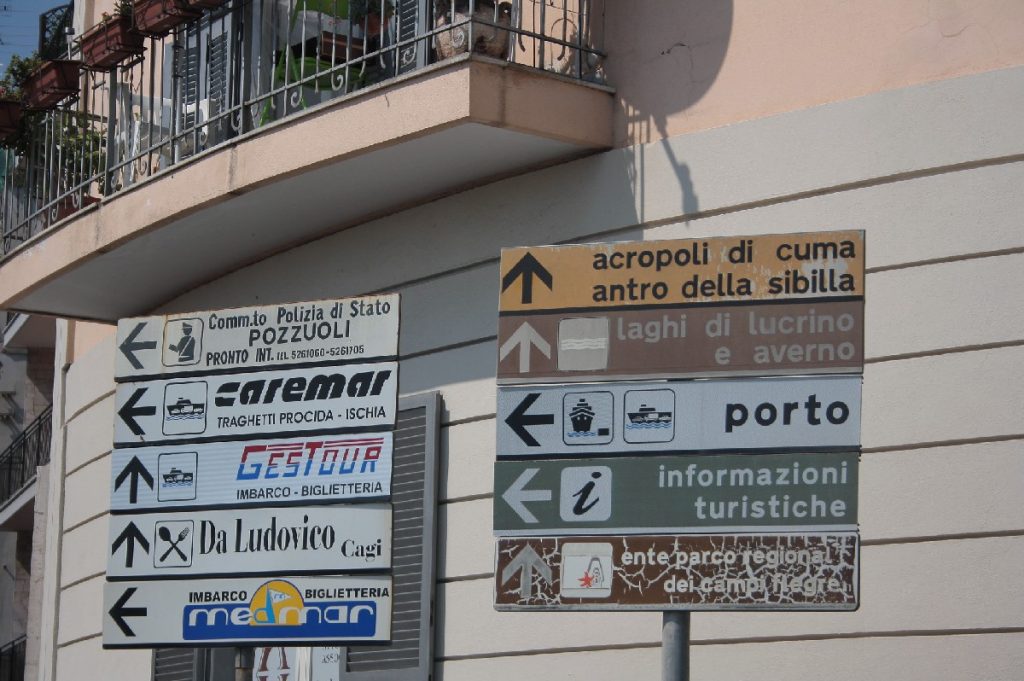 Comm.to Polizia di Stato
POZZUOLI
PRONTO INT. TEL. 5261060-5261705
caremar
TRAGHETTI PROCIDA - ISCHIA
GESTOUR
IMBARCO - BIGLIETTERIA
Da Ludovico Cagi
IMBARCO BIGLIETTERIA
medmar
acropoli di cuma
antro della sibilla
laghi di lucrino
e averno
porto
i informazioni
turistiche
ente parco regional
dei campi flegrei